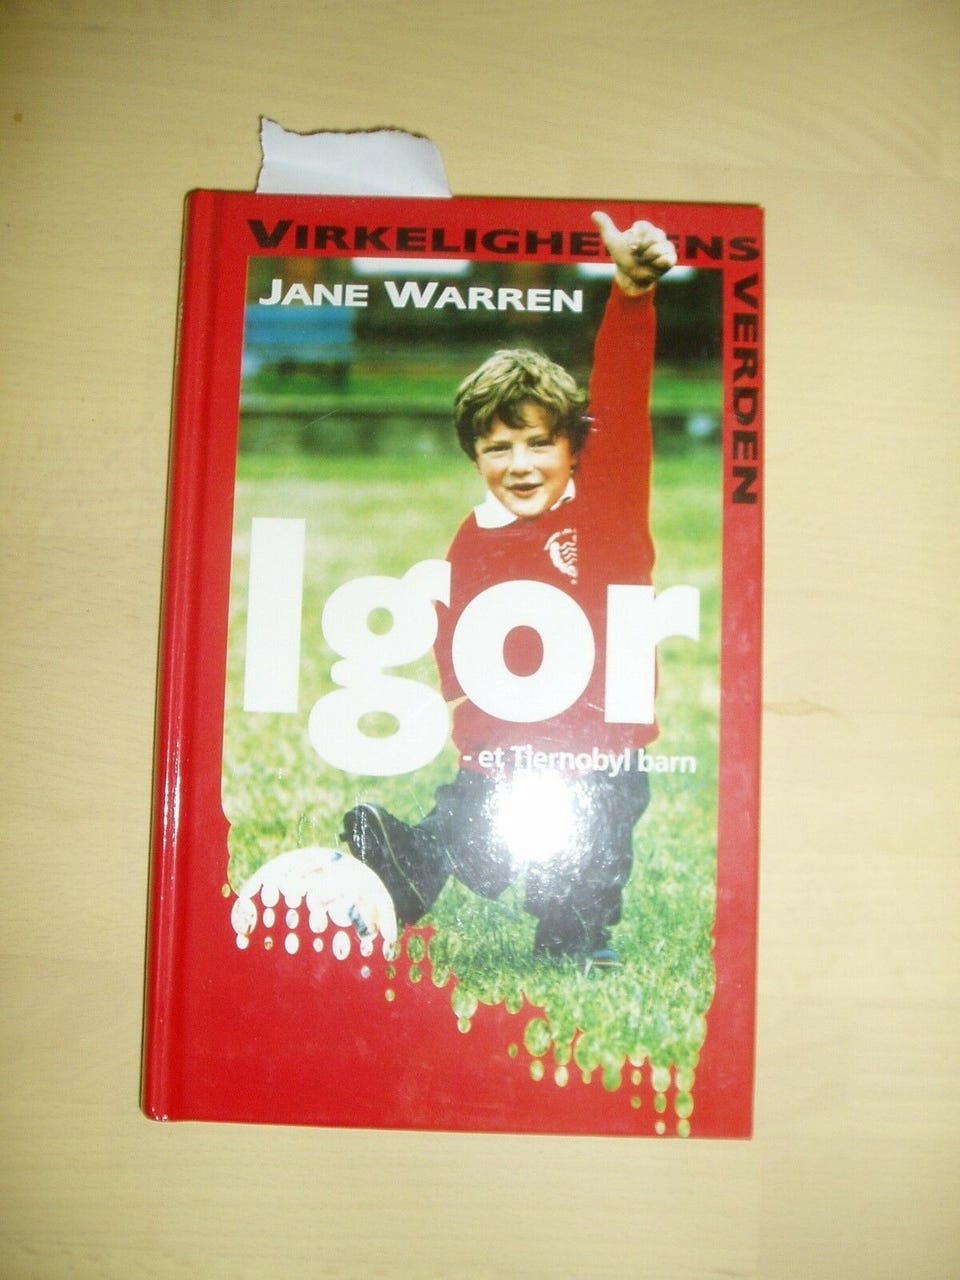 VIRKELIGHEDENS
VERDEN
JANE WARREN
Igor
- et Tjernobyl barn